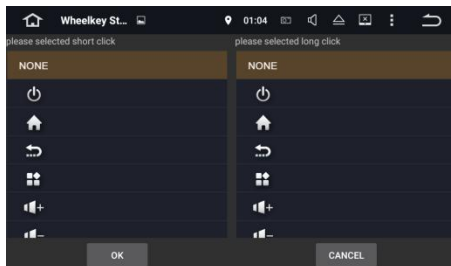 Wheelkey St... 01:04
please selected short click
please selected long click
NONE
NONE
OK
CANCEL